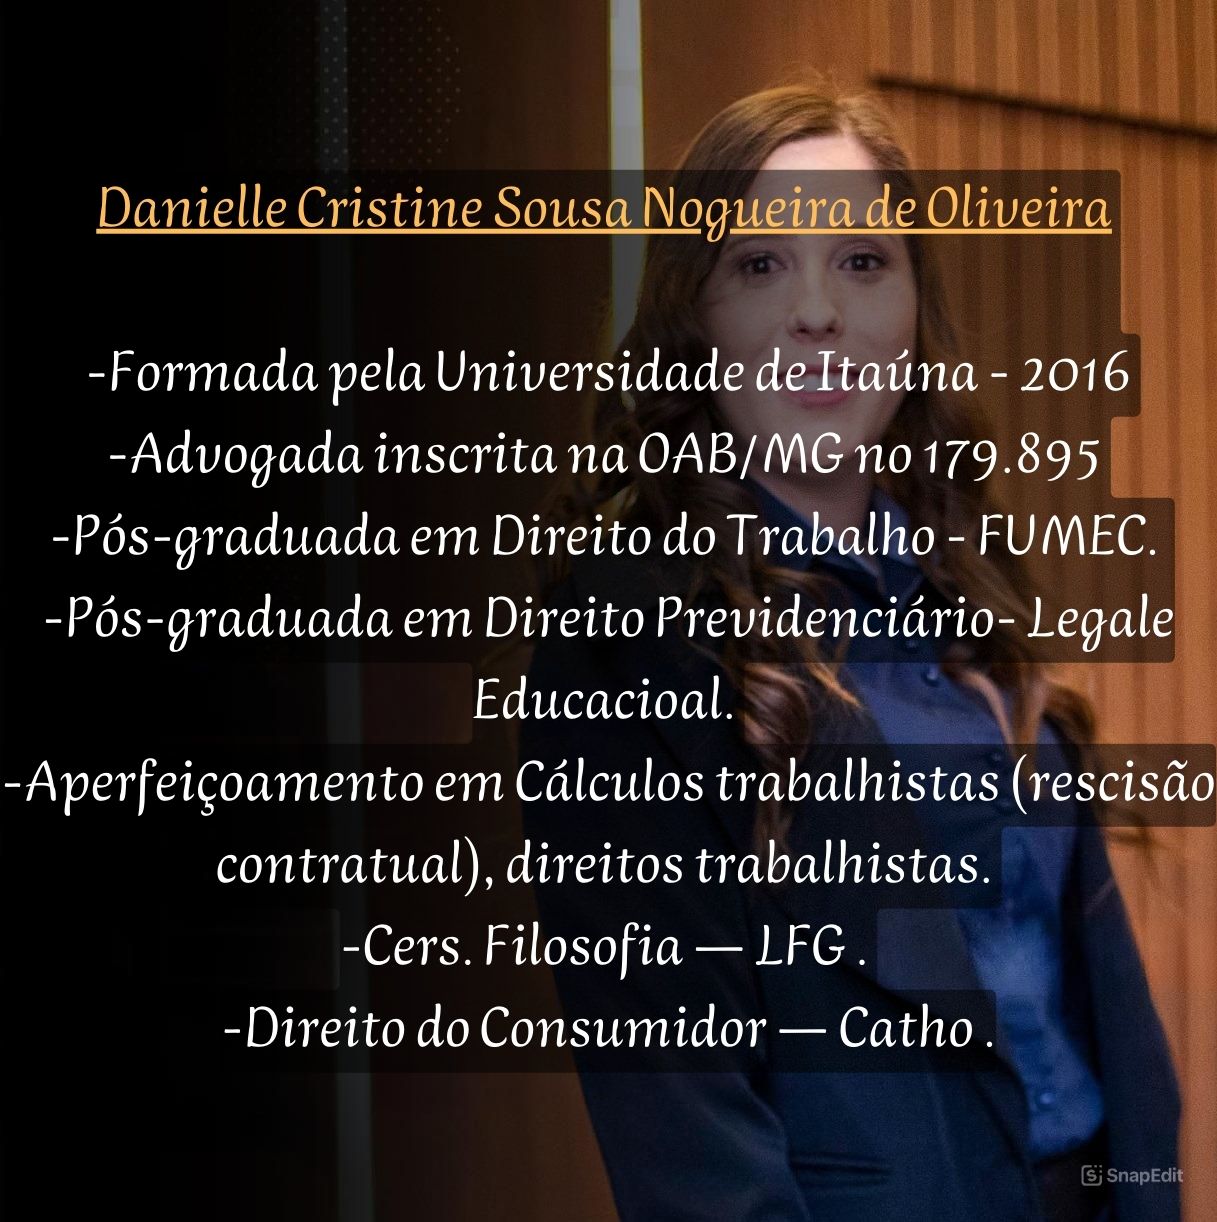 Danielle Cristine Sousa Nogueira de Oliveira
-Formada pela Universidade de Itaúna - 2016
-Advogada inscrita na OAB/MG no 179.895
-Pós-graduada em Direito do Trabalho - FUMEC.
-Pós-graduada em Direito Previdenciário- Legale
Educacioal.
-Aperfeiçoamento em Cálculos trabalhistas (rescisão
contratual), direitos trabalhistas.
-Cers. Filosofia — LFG .
-Direito do Consumidor — Catho .
SnapEdit